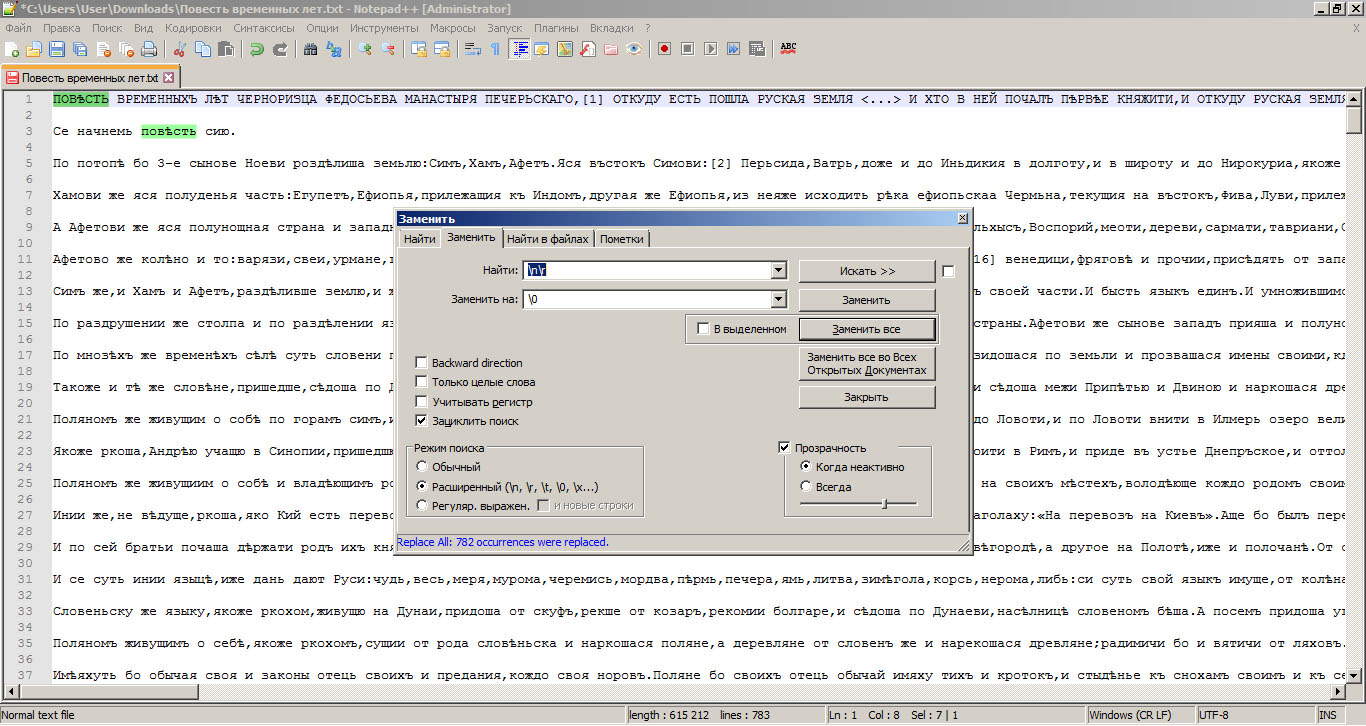 *C:\Users\User\Downloads\Повесть временных лет.txt - Notepad++ [Administrator]
Файл Правка Поиск Вид Кодировки Синтаксисы Опции Инструменты Макросы Запуск Плагины Вкладки ? X
ABC
Повесть временных лет.txt
1 ПОВѢСТЬ ВРЕМЕННЫХЪ ЛѢТ ЧЕРНОРИЗЦА ФЕДОСЬЕВА МАНАСТЫРЯ ПЕЧЕРЬСКАГО,[1] ОТКУДУ ЕСТЬ ПОШЛА РУСКАЯ ЗЕМЛЯ <...> И ХТО В НЕЙ ПОЧАЛЪ ПѢРВѢЕ КНЯЖИТИ,И ОТКУДУ РУСКАЯ ЗЕМЛЯ
2
3 Се начнемь повѣсть сию.
4
5 По потопѣ бо 3-е сынове Ноеви роздѣлиша земьлю:Симъ,Хамъ,Афетъ.Яся въстокъ Симови:[2] Перьсида,Ватрь,доже и до Иньдикия в долготу,и в широту и до Нирокуриа,якоже
6
7 Хамови же яся полуденья часть:Егупетъ,Ефиопья,прилежащия къ Индомъ,другая же Ефиопья,из неяже исходить рѣка ефиопьскаа Чермьна,текущия на въстокъ,Фива,Луви,прилеж
8
9 А Афетови же яся полунощная страна и западн льхысъ,Воспорий,меоти,дереви,сармати,тавриани,С
10
11 Афетово же колѣно и то:варязи,свеи,урмане,г 16] венедици,фряговѣ и прочии,присѣдять от запа
12
13 Симъ же,и Хамъ и Афетъ,раздѣливше землю,и ж ъ своей части.И бысть языкъ единъ.И умножившимс
14
15 По раздрушении же столпа и по раздѣлении яз страны.Афетови же сынове западъ прияша и полунo
16
17 По мнозѣхъ же временѣхъ сѣлѣ суть словени п видошася по земьли и прозвашася имены своими,кд
18
19 Такоже и тѣ же словѣне,пришедше,сѣдоша по Д и сѣдоша межи Припѣтью и Двиною и наркошася дре
20
21 Поляномъ же живущим о собѣ по горамъ симъ,и до Ловоти,и по Ловоти внити в Илмерь озеро вели
22
23 Якоже ркоша,Андрѣю учащю в Синопии,пришедш оити в Римъ,и приде въ устье Днепръское,и оттол
24
25 Поляномъ же живущиим о собѣ и владѣющимъ ро на своихъ мѣстехъ,володѣюще кождо родомъ своим
26
27 Инии же,не вѣдуще,ркоша,яко Кий есть перево аголаху:«На перевозъ на Киевъ».Аще бо былъ пере
28
29 И по сей братьи почаша дѣржати родъ ихъ кня вѣгородѣ,а другое на Полотѣ,иже и полочанѣ.От с
30
31 И се суть инии языцѣ,иже дань дают Руси:чудь,весь,меря,мурома,черемись,мордва,пѣрмь,печера,ямь,литва,зимѣгола,корсь,нерома,либь:си суть свой языкъ имуще,от колѣна
32
33 Словеньску же языку,якоже ркохом,живущю на Дунаи,придоша от скуфъ,рекше от козаръ,рекомии болгаре,и сѣдоша по Дунаеви,насѣлницѣ словеномъ бѣша.А посемъ придоша уг
34
35 Поляномъ живущимъ о себѣ,якоже ркохомъ,сущии от рода словѣньска и наркошася поляне,а деревляне от словенъ же и нарекошася древляне;радимичи бо и вятичи от ляховъ.
36
37 Имѣяхуть бо обычая своя и законы отець своихъ и предания,кождо своя норовъ.Поляне бо своихъ отець обычай имяху тихъ и кротокъ,и стыдѣнье къ снохамъ своимъ и къ се
Заменить
Найти Заменить Найти в файлах Пометки
Найти: \n\r Искать >>
Заменить на: \0 Заменить
В выделенном Заменить все
Заменить все во Всех
Открытых Документах
Backward direction
Только целые слова
Учитывать регистр Закрыть
Зациклить поиск
Режим поиска Прозрачность
Обычный Когда неактивно
Расширенный (\n, \r, \t, \0, \x...) Всегда
Регуляр. выражен. и новые строки
Replace All: 782 occurrences were replaced.
Normal text file length : 615 212 lines : 783 Ln : 1 Col : 8 Sel : 7 | 1 Windows (CR LF) UTF-8 INS